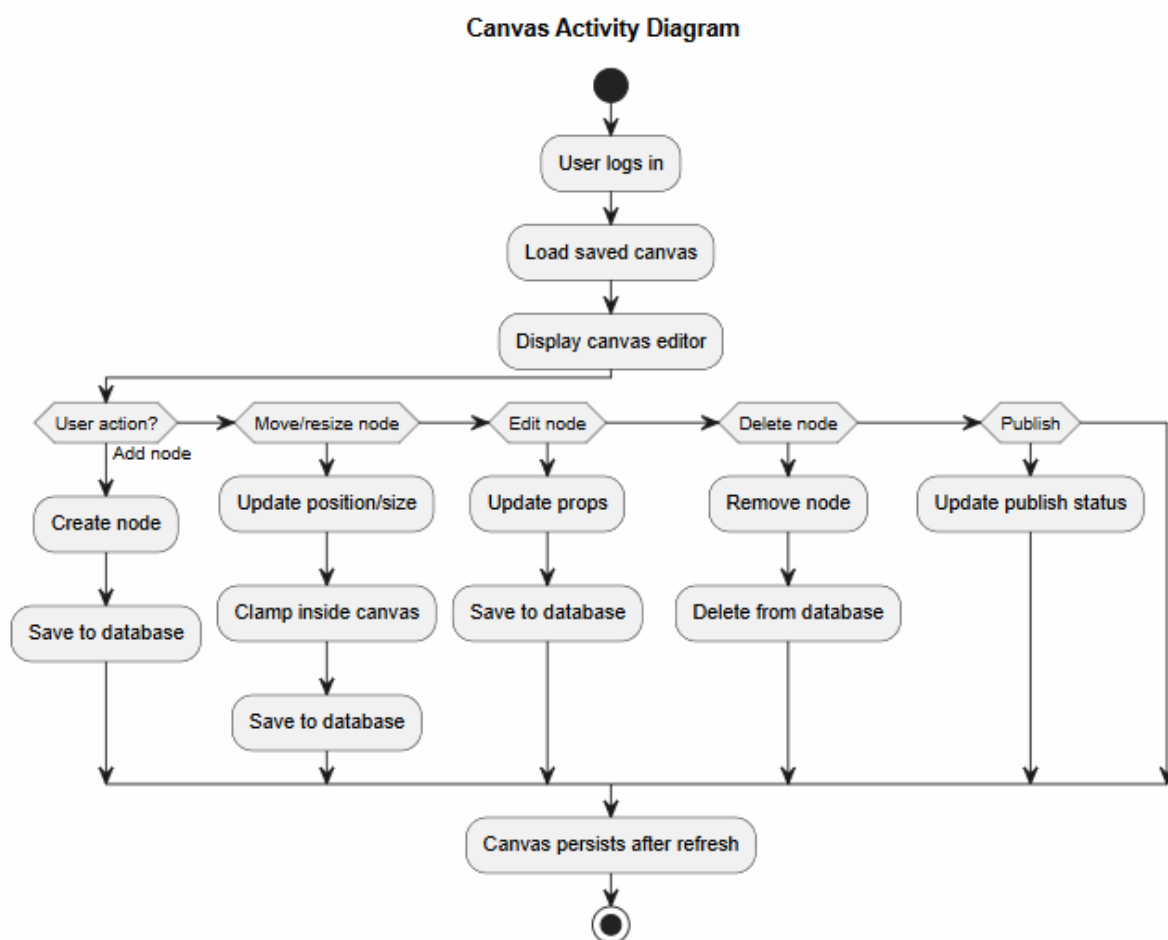 Canvas Activity Diagram
User logs in
Load saved canvas
Display canvas editor
User action?
Move/resize node
Edit node
Delete node
Publish
Add node
Create node
Update position/size
Update props
Remove node
Update publish status
Save to database
Clamp inside canvas
Save to database
Delete from database
Save to database
Canvas persists after refresh